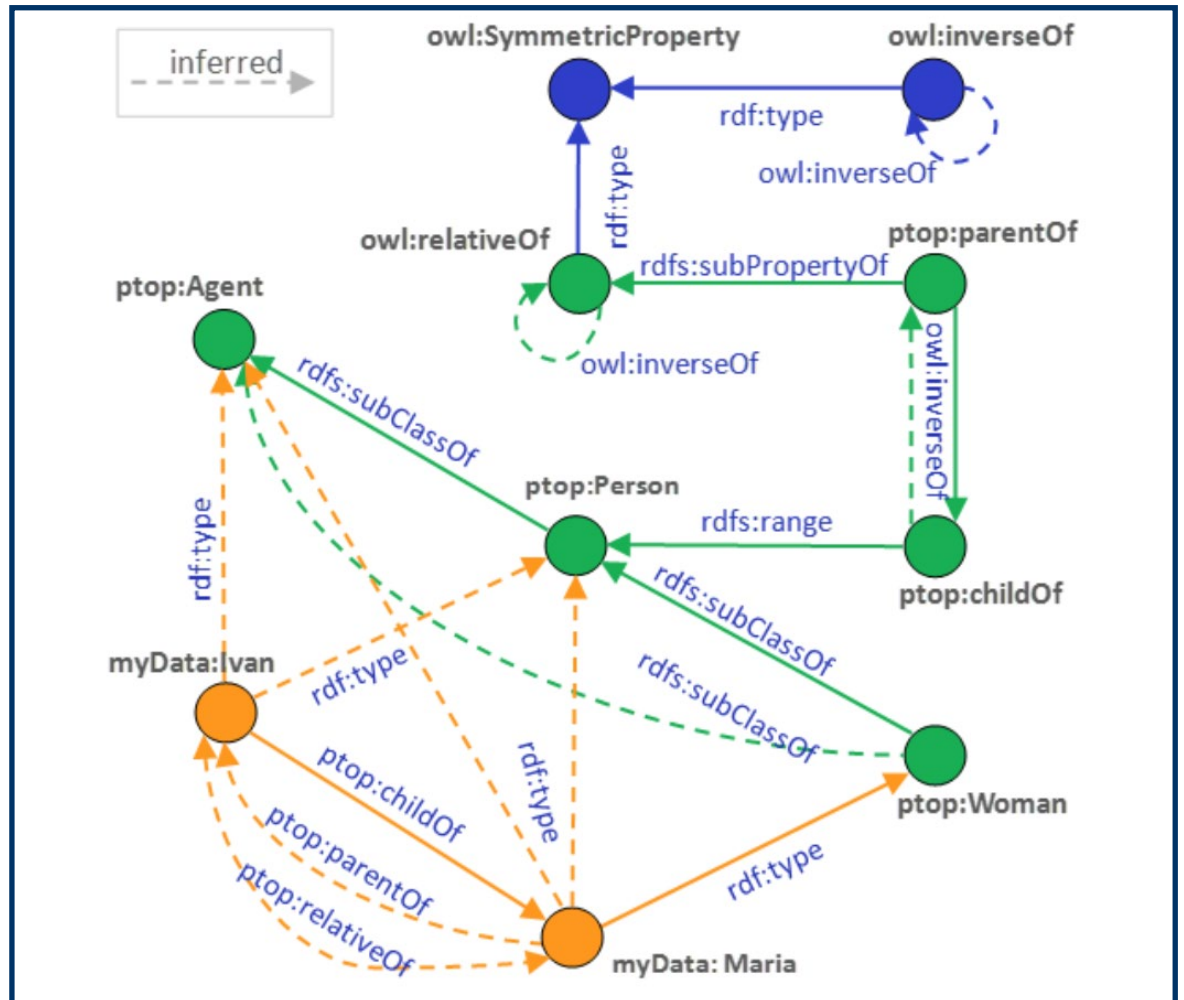 owl:SymmetricProperty
owl:inverseOf
inferred
rdf:type
owl:inverseOf
rdf:type
owl:relativeOf
ptop:parentOf
rdfs:subPropertyOf
ptop:Agent
owl:inverseOf
owl:inverseOf
rdfs:subClassOf
ptop:Person
rdfs:range
ptop:childOf
rdf:type
rdfs:subClassOf
myData:Ivan
rdf:type
rdfs:subClassOf
ptop:childOf
rdf:type
ptop:Woman
ptop:parentOf
rdf:type
ptop:relativeOf
myData: Maria